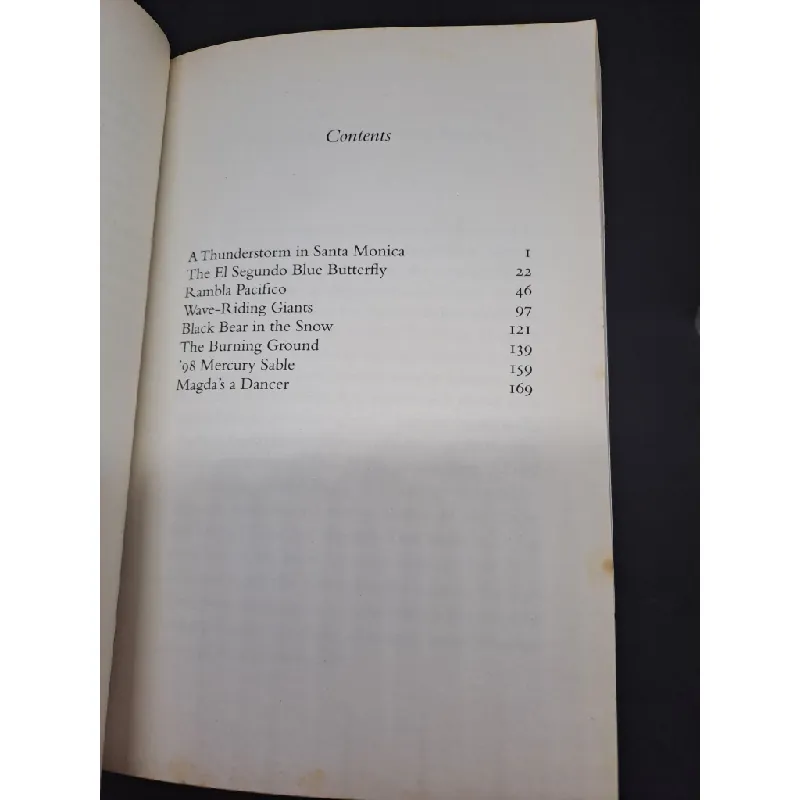 Contents
A Thunderstorm in Santa Monica 1
The El Segundo Blue Butterfly 22
Rambla Pacifico 46
Wave-Riding Giants 97
Black Bear in the Snow 121
The Burning Ground 139
'98 Mercury Sable 159
Magda's a Dancer 169